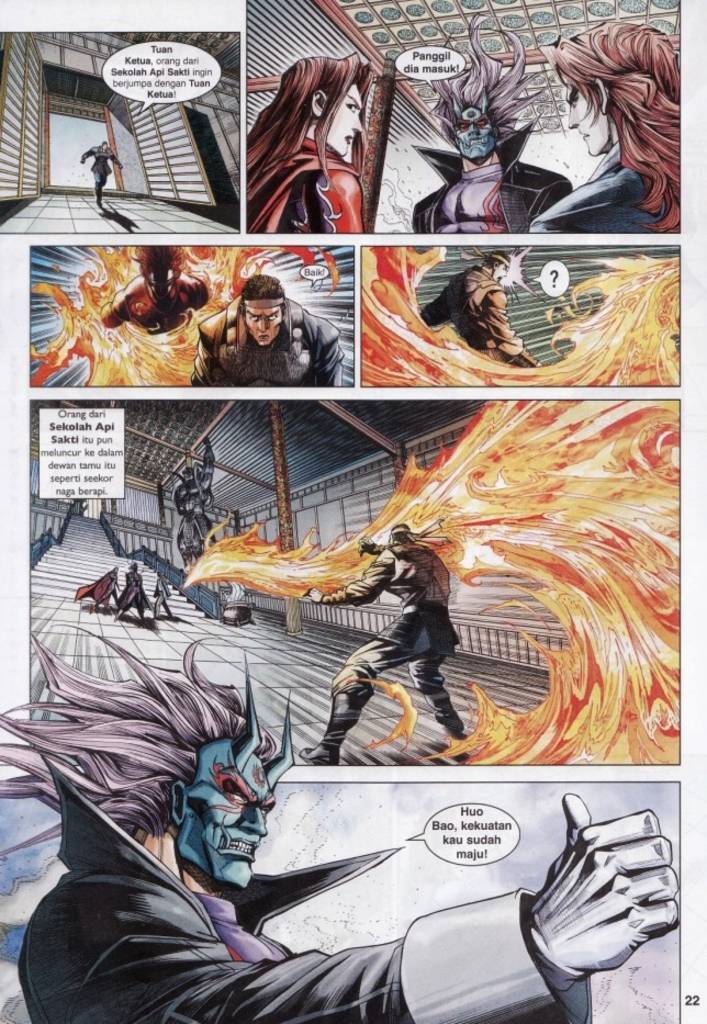 Tuan
Ketua, orang dari
Sekolah Api Sakti ingin
berjumpa dengan Tuan
Ketua!
Panggil
dia masuk!
Baik!
?
Orang dari
Sekolah Api
Sakti itu pun
meluncur ke dalam
dewan tamu itu
seperti seekor
naga berapi.
Huo
Bao, kekuatan
kau sudah
maju!
22